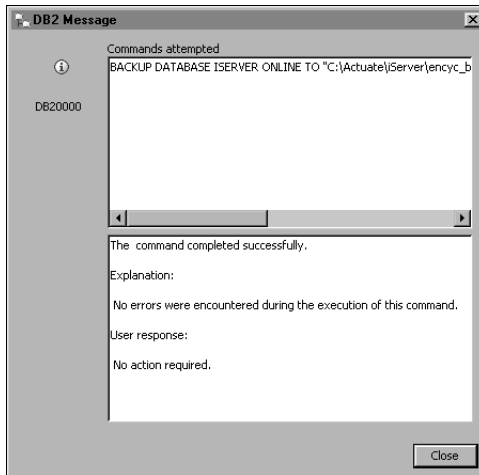 DB2 Message
Commands attempted
BACKUP DATABASE ISERVER ONLINE TO "C:\Actuate\iServer\encyc_b
DB20000
The command completed successfully.
Explanation:
No errors were encountered during the execution of this command.
User response:
No action required.
Close